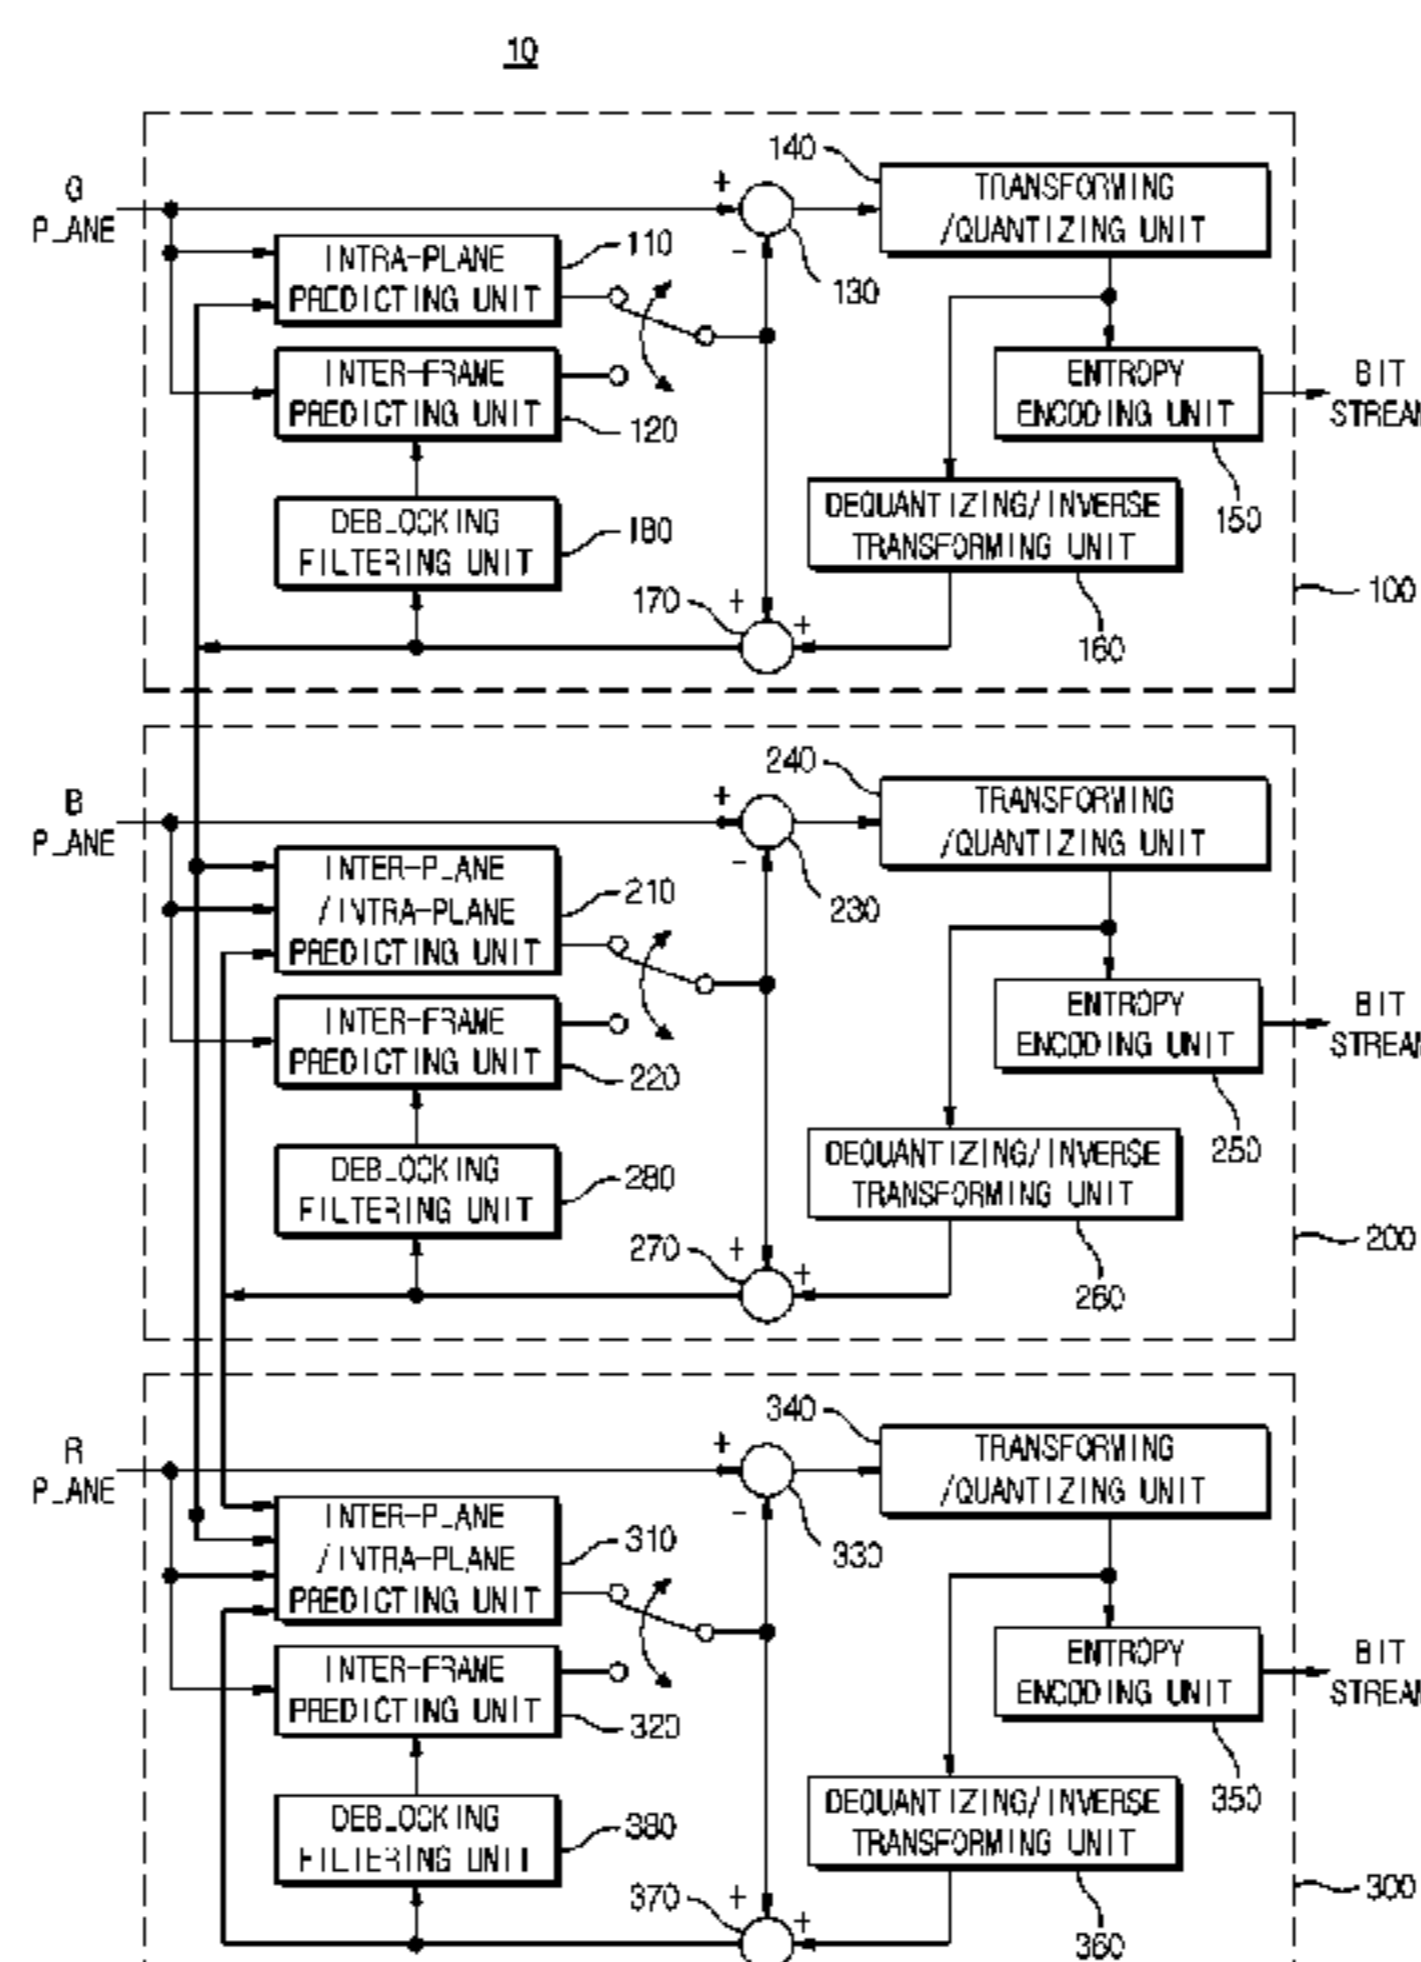 10
140
TRANSFORMING
/QUANTIZING UNIT
G
PLANE
+
-
130
INTRA-PLANE
PREDICTING UNIT
110
INTER-FRAME
PREDICTING UNIT
120
ENTROPY
ENCODING UNIT
150
BIT
DEBLOCKING
FILTERING UNIT
180
DEQUANTIZING/INVERSE
TRANSFORMING UNIT
160
170
+
+
100
240
TRANSFORMING
/QUANTIZING UNIT
B
PLANE
+
-
230
INTER-PLANE
/INTRA-PLANE
PREDICTING UNIT
210
INTER-FRAME
PREDICTING UNIT
220
ENTROPY
ENCODING UNIT
250
BIT
DEBLOCKING
FILTERING UNIT
280
DEQUANTIZING/INVERSE
TRANSFORMING UNIT
260
270
+
+
200
340
TRANSFORMING
/QUANTIZING UNIT
R
PLANE
+
-
330
INTER-PLANE
/INTRA-PLANE
PREDICTING UNIT
310
INTER-FRAME
PREDICTING UNIT
320
ENTROPY
ENCODING UNIT
350
BIT
DEBLOCKING
FILTERING UNIT
380
DEQUANTIZING/INVERSE
TRANSFORMING UNIT
360
370
+
+
300